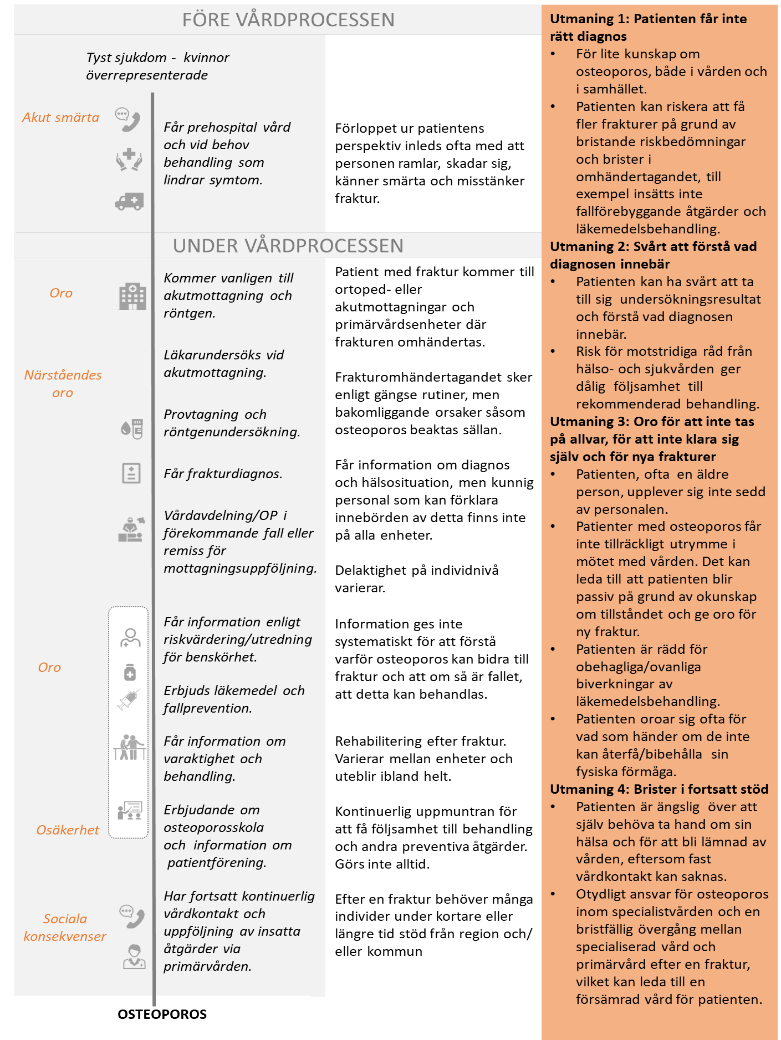 FÖRE VÅRDPROCESSEN
Tyst sjukdom - kvinnor
överrepresenterade
Akut smärta
Får prehospital vård
och vid behov
behandling som
lindrar symtom.
Förloppet ur patientens
perspektiv inleds ofta med att
personen ramlar, skadar sig,
känner smärta och misstänker
fraktur.
UNDER VÅRDPROCESSEN
Oro
Kommer vanligen till
akutmottagning och
röntgen.
Patient med fraktur kommer till
ortoped- eller
akutmottagningar och
primärvårdsenheter där
frakturen omhändertas.
Närståendes
oro
Läkarundersöks vid
akutmottagning.
Provtagning och
röntgenundersökning.
Frakturomhändertagandet sker
enligt gängse rutiner, men
bakomliggande orsaker såsom
osteoporos beaktas sällan.
Får frakturdiagnos.
Får information om diagnos
och hälsosituation, men kunnig
personal som kan förklara
innebörden av detta finns inte
på alla enheter.
Vårdavdelning/OP i
förekommande fall eller
remiss för
mottagningsuppföljning.
Delaktighet på individnivå
varierar.
Oro
Får information enligt
riskvärdering/utredning
för benskörhet.
Erbjuds läkemedel och
fallprevention.
Information ges inte
systematiskt för att förstå
varför osteoporos kan bidra till
fraktur och att om så är fallet,
att detta kan behandlas.
Får information om
varaktighet och
behandling.
Rehabilitering efter fraktur.
Varierar mellan enheter och
uteblir ibland helt.
Osäkerhet
Erbjudande om
osteoporosskola
och information om
patientförening.
Kontinuerlig uppmuntran för
att få följsamhet till behandling
och andra preventiva åtgärder.
Görs inte alltid.
Sociala
konsekvenser
Har fortsatt kontinuerlig
vårdkontakt och
uppföljning av insatta
åtgärder via
primärvården.
Efter en fraktur behöver många
individer under kortare eller
längre tid stöd från region och/
eller kommun
OSTEOPOROS
Utmaning 1: Patienten får inte
rätt diagnos
• För lite kunskap om
osteoporos, både i vården och
i samhället.
• Patienten kan riskera att få
fler frakturer på grund av
bristande riskbedömningar
och brister i
omhändertagandet, till
exempel insätts inte
fallförebyggande åtgärder och
läkemedelsbehandling.
Utmaning 2: Svårt att förstå vad
diagnosen innebär
• Patienten kan ha svårt att ta
till sig undersökningsresultat
och förstå vad diagnosen
innebär.
• Risk för motstridiga råd från
hälso- och sjukvården ger
dålig följsamhet till
rekommenderad behandling.
Utmaning 3: Oro för att inte tas
på allvar, för att inte klara sig
själv och för nya frakturer
• Patienten, ofta en äldre
person, upplever sig inte sedd
av personalen.
• Patienter med osteoporos får
inte tillräckligt utrymme i
mötet med vården. Det kan
leda till att patienten blir
passiv på grund av okunskap
om tillståndet och ge oro för
ny fraktur.
• Patienten är rädd för
obehagliga/ovanliga
biverkningar av
läkemedelsbehandling.
• Patienten oroar sig ofta för
vad som händer om de inte
kan återfå/bibehålla sin
fysiska förmåga.
Utmaning 4: Brister i fortsatt stöd
• Patienten är ängslig över att
själv behöva ta hand om sin
hälsa och för att bli lämnad av
vården, eftersom fast
vårdkontakt kan saknas.
• Otydligt ansvar för osteoporos
inom specialistvården och en
bristfällig övergång mellan
specialiserad vård och
primärvård efter en fraktur,
vilket kan leda till en
försämrad vård för patienten.